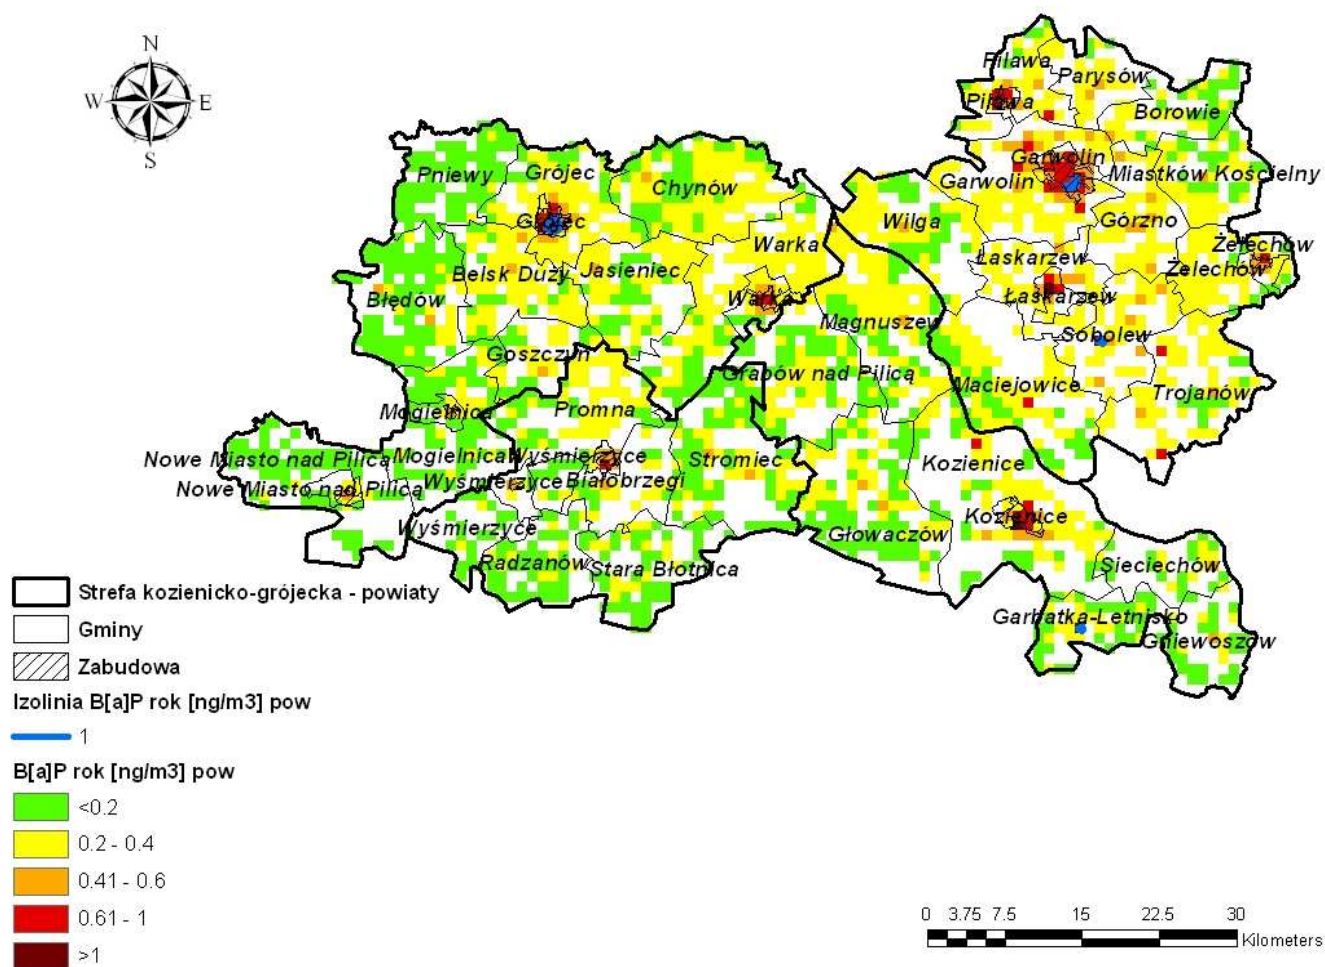 N
W E
S
Pilawa
Parysów
Pilawa
Borowie
Garwolin
Pniewy
Grójec
Chynów
Garwolin
Miastków Kościelny
Grójec
Wilga
Górzno
Warka
Żelechów
Łaskarzew
Belsk Duży
Jasieniec
Żelechów
Błędów
Warka
Łaskarzew
Magnuszew
Sobolew
Goszczyn
Grabów nad Pilicą
Maciejowice
Trojanów
Mogielnica
Promna
Nowe Miasto nad Pilicą
Mogielnica
Wyśmierzyce
Stromiec
Kozienice
Nowe Miasto nad Pilicą
Wyśmierzyce
Białobrzegi
Wyśmierzyce
Kozienice
Głowaczów
Radzanów
Stara Błotnica
Sieciechów
Garbatka-Letnisko
Gniewoszów
Strefa kozienicko-grójecka - powiaty
Gminy
Zabudowa
Izolinia B[a]P rok [ng/m3] pow
1
B[a]P rok [ng/m3] pow
<0.2
0.2 - 0.4
0.41 - 0.6
0.61 - 1
>1
0 3.75 7.5 15 22.5 30
Kilometers